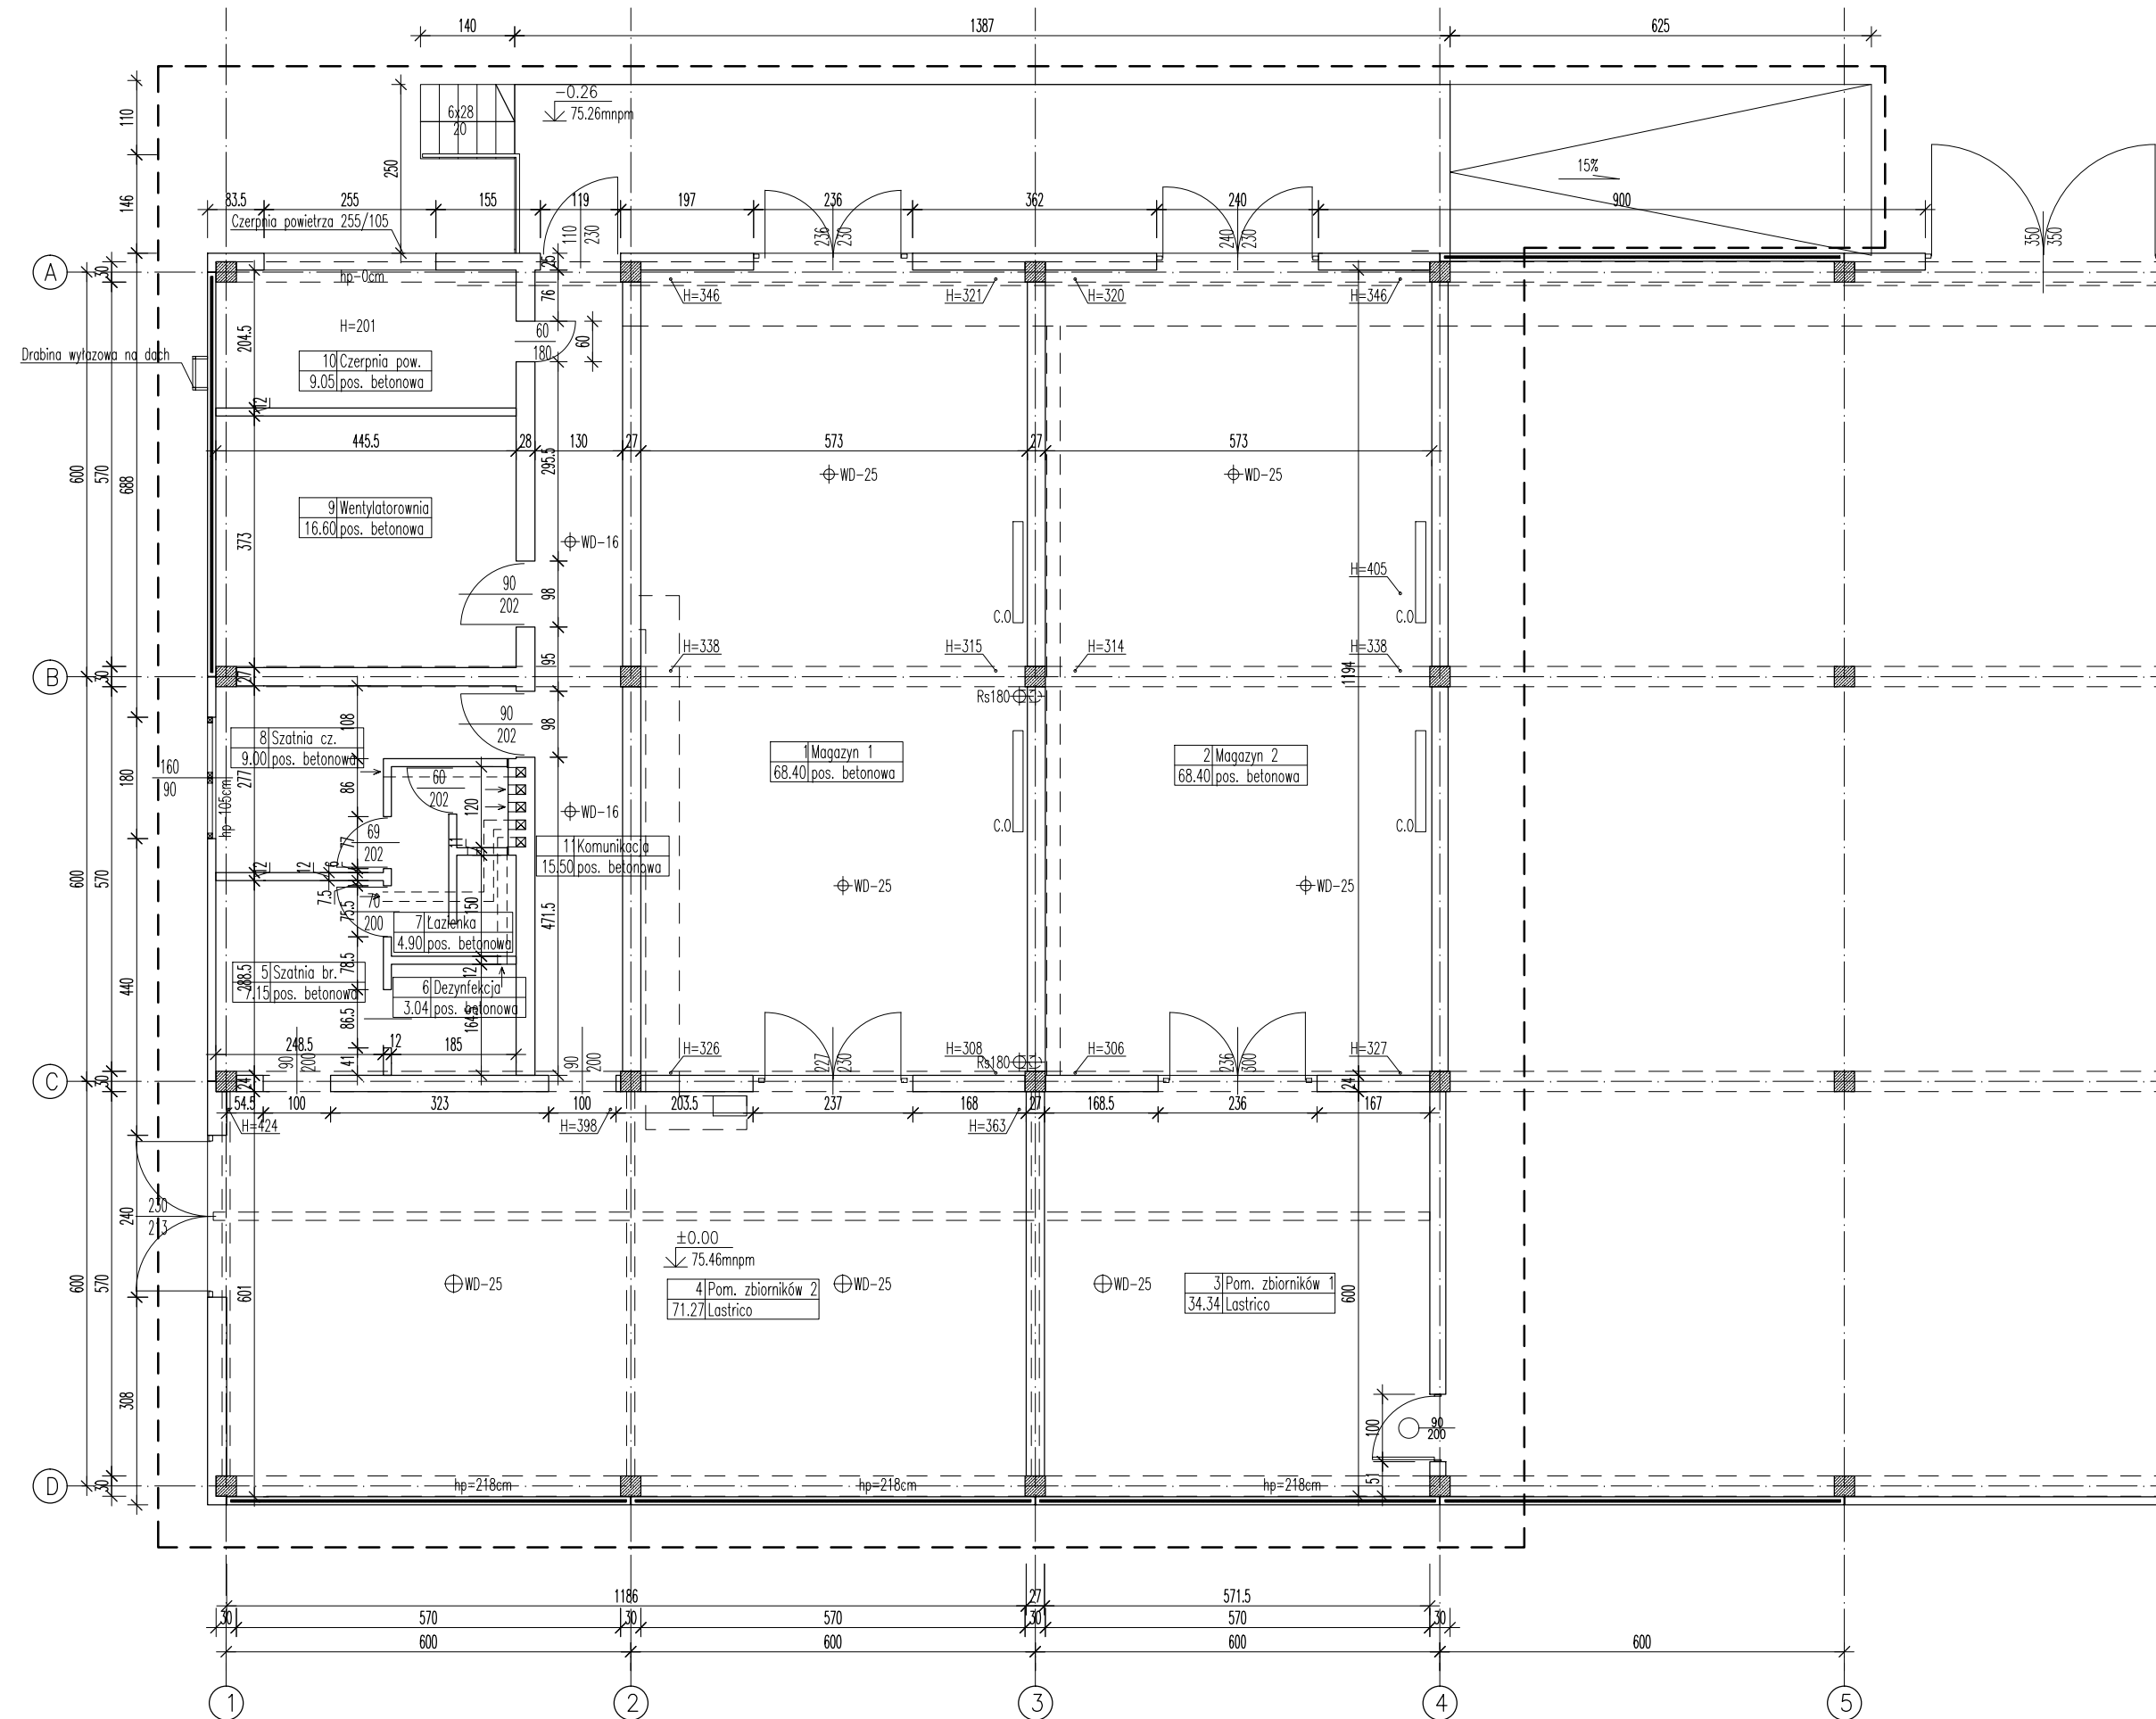 140
1387
625
-0.26
75.26mnpm
6x28
20
110
250
15%
146
83.5
255
155
119
197
236
362
240
900
Czerpnia powietrza 255/105
110
230
236
230
240
230
350
350
A
30
hp-0cm
25
76
H=346
H=321
H=320
H=346
H=201
204.5
60
180
60
Drabina wyłazowa na dach
10 Czerpnia pow.
9.05 pos. betonowa
12
445.5
28
130
27
573
27
573
295.5
600
570
688
WD-25
WD-25
9 Wentylatorownia
16.60 pos. betonowa
373
WD-16
H=405
90
202
98
C.O
C.O
95
H=338
H=315
H=314
H=338
1194
B
30
27
Rs180
90
202
98
108
8 Szatnia cz.
9.00 pos. betonowa
1 Magazyn 1
68.40 pos. betonowa
2 Magazyn 2
68.40 pos. betonowa
160
90
180
277
hp-105cm
86
60
202
120
WD-16
69
202
77
C.O
C.O
11 Komunikacja
15.50 pos. betonowa
12
12
6
7.5
600
570
70
200
75.5
150
471.5
WD-25
WD-25
7 Łazienka
4.90 pos. betonowa
78.5
12
5 Szatnia br.
7.15 pos. betonowa
288.5
440
6 Dezynfekcja
3.04 pos. betonowa
86.5
164.5
248.5
12
185
41
90
200
90
200
H=326
227
230
H=308
Rs180
H=306
236
300
H=327
C
30
24
24
54.5
100
323
100
203.5
237
168
27
168.5
236
167
H=424
H=398
H=363
230
213
240
±0.00
75.46mnpm
600
570
601
WD-25
WD-25
WD-25
4 Pom. zbiorników 2
71.27 Lastrico
3 Pom. zbiorników 1
34.34 Lastrico
600
308
100
90
200
51
D
30
hp=218cm
hp=218cm
hp=218cm
1186
27
571.5
30
570
30
570
30
570
30
600
600
600
600
1
2
3
4
5